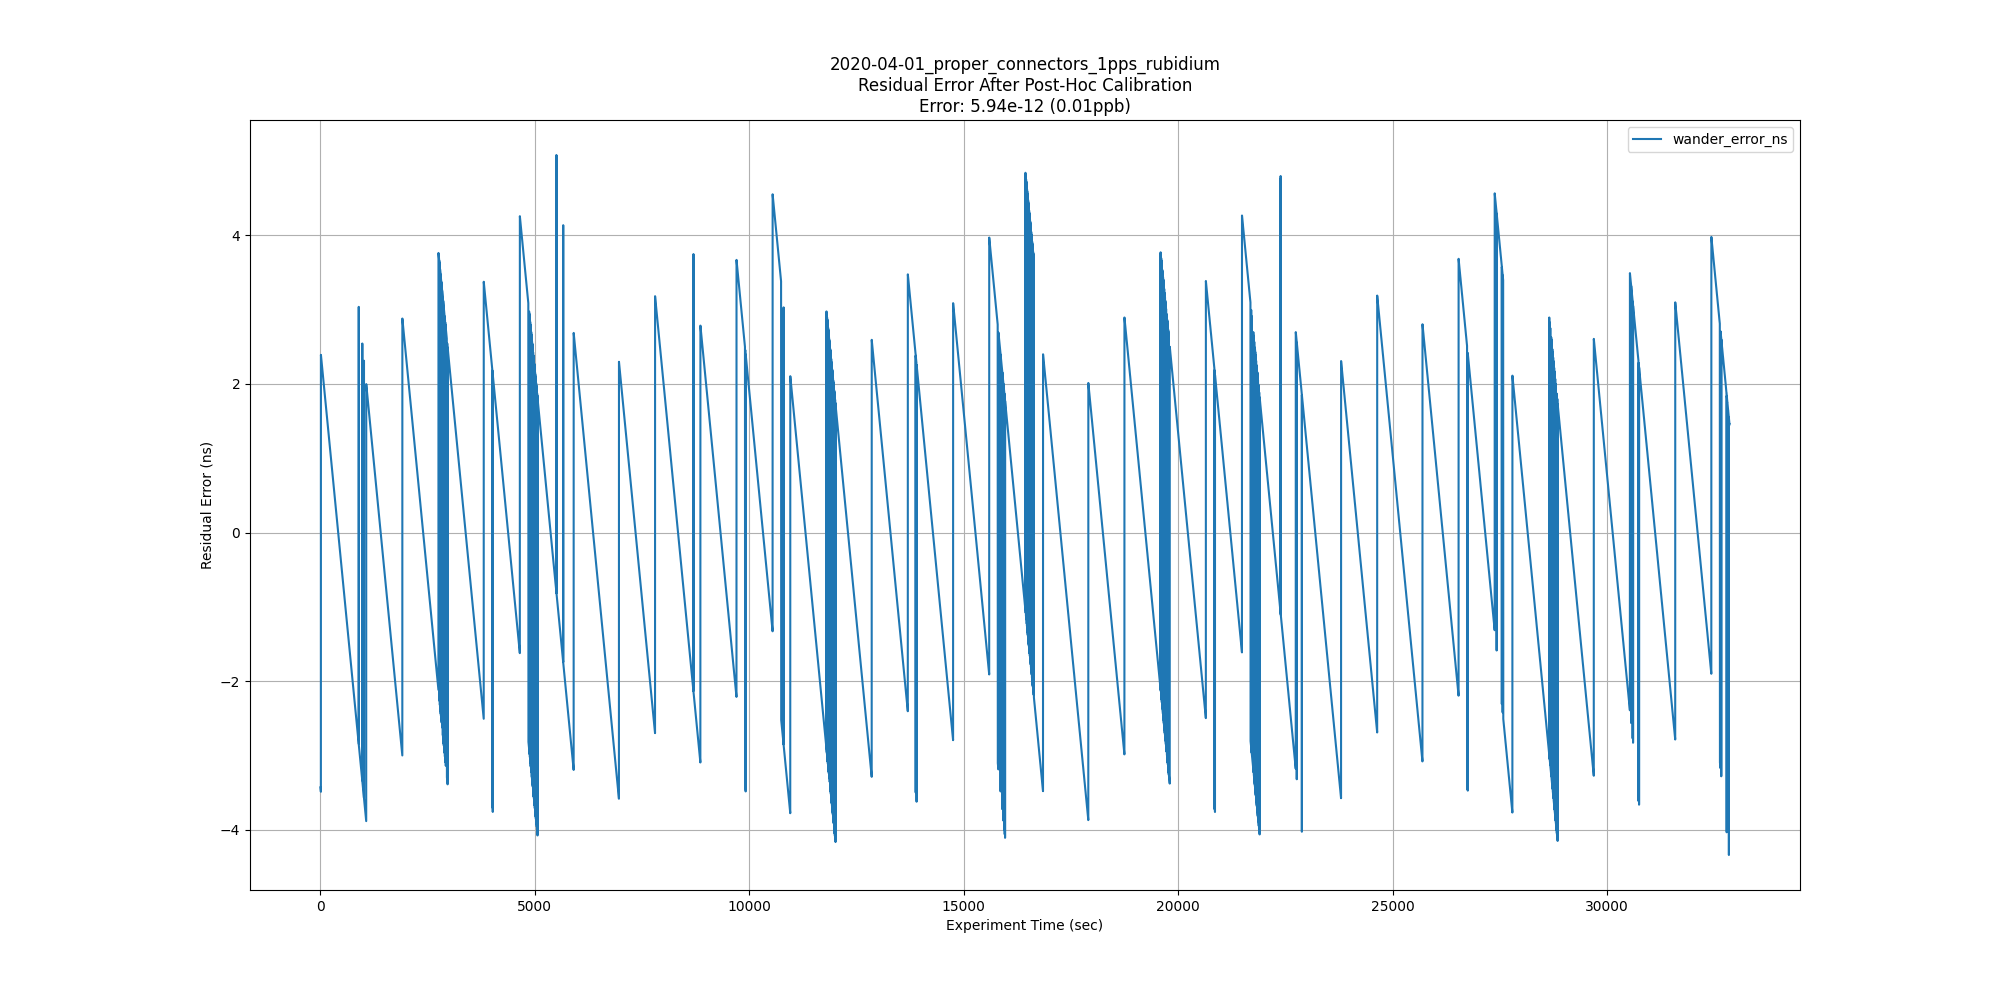 2020-04-01_proper_connectors_1pps_rubidium
Residual Error After Post-Hoc Calibration
Error: 5.94e-12 (0.01ppb)
wander_error_ns
Residual Error (ns)
4
2
0
−2
−4
0
5000
10000
15000
20000
25000
30000
Experiment Time (sec)